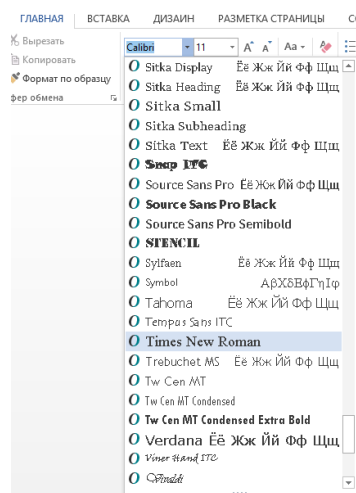 ГЛАВНАЯ ВСТАВКА ДИЗАЙН РАЗМЕТКА СТРАНИЦЫ
Вырезать
Копировать
Формат по образцу
фер обмена
Calibri 11 Aa
Sitka Display Ёё Жж Йй Фф Щщ
Sitka Heading Ёё Жж Йй Фф Щщ
Sitka Small
Sitka Subheading
Sitka Text Ёё Жж Йй Фф Щщ
Snap ITC
Source Sans Pro Ёё Жж Йй Фф Щщ
Source Sans Pro Black
Source Sans Pro Semibold
STENCIL
Sylfaen Ёё Жж Йй Фф Щщ
Symbol ΑβΧδΕφΓηΙφ
Tahoma Ёё Жж Йй Фф Щщ
Tempus Sans ITC
Times New Roman
Trebuchet MS Ёё Жж Йй Фф Щщ
Tw Cen MT
Tw Cen MT Condensed
Tw Cen MT Condensed Extra Bold
Verdana Ёё Жж Йй Фф Щщ
Viner Hand ITC
Vivaldi